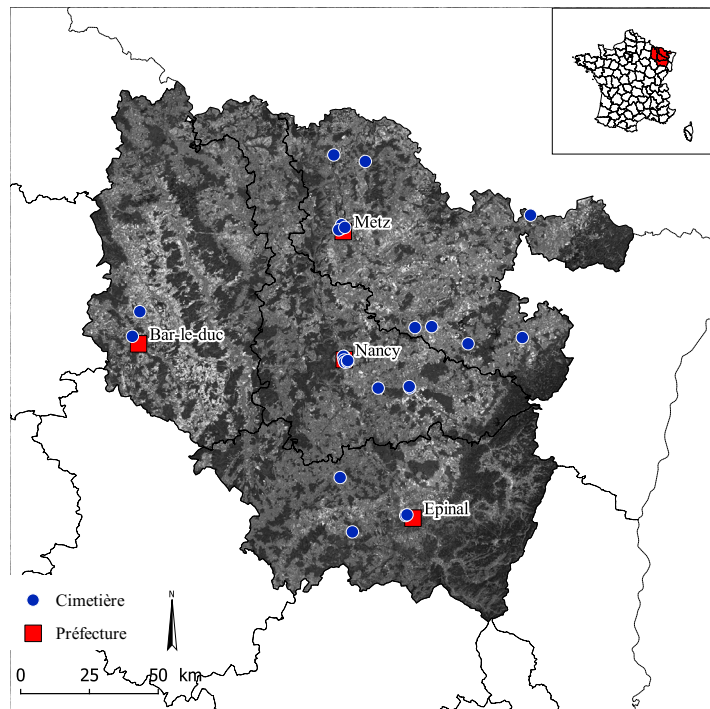 Metz
Bar-le-duc
Nancy
Epinal
Cimetière
N
Préfecture
0 25 50 km